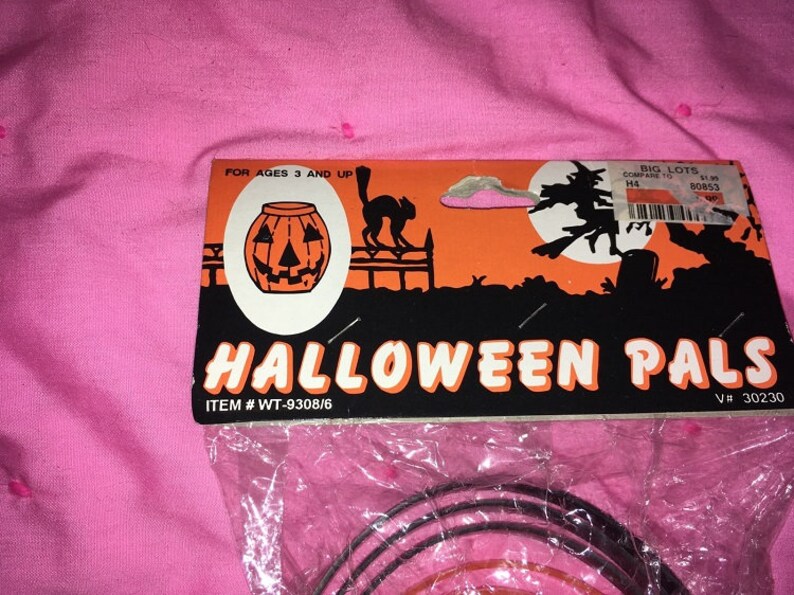 FOR AGES 3 AND UP
BIG LOTS
COMPARE TO $1.99
H4 80853
HALLOWEEN PALS
ITEM # WT-9308/6
V# 30230